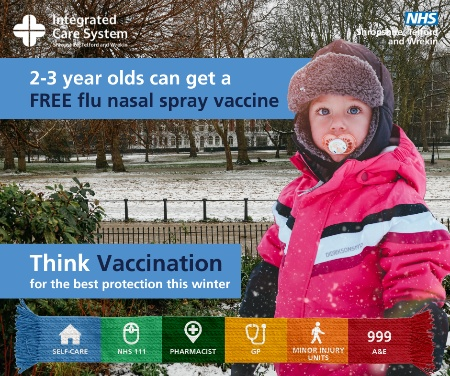 Integrated
Care System
Shropshire, Telford and Wrekin
NHS
Shropshire, Telford
and Wrekin
2-3 year olds can get a
FREE flu nasal spray vaccine
DIDRIKSONS
Think Vaccination
for the best protection this winter
SELF-CARE
NHS 111
PHARMACIST
GP
MINOR INJURY
UNITS
999
A&E